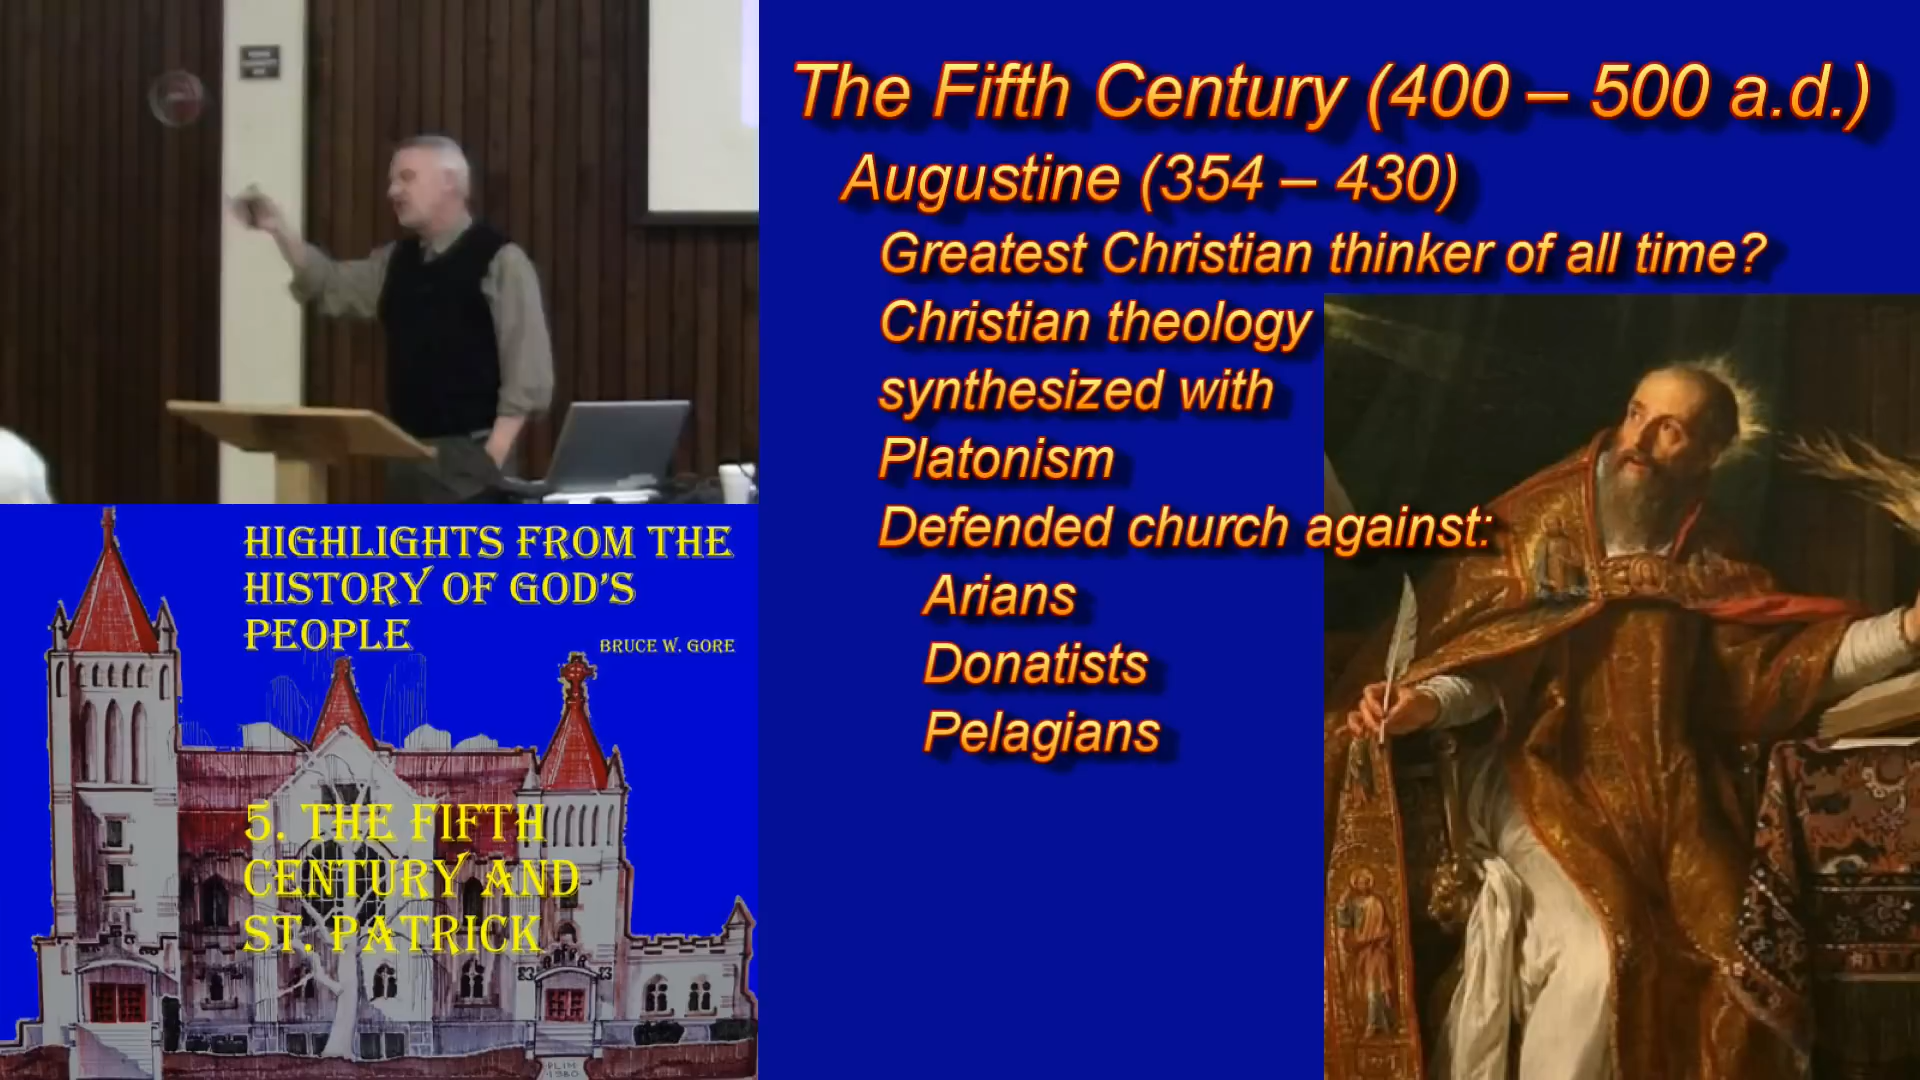 The Fifth Century (400 – 500 a.d.)
Augustine (354 – 430)
Greatest Christian thinker of all time?
Christian theology
synthesized with
Platonism
Defended church against:
Arians
Donatists
Pelagians
HIGHLIGHTS FROM THE
HISTORY OF GOD'S
PEOPLE
BRUCE W. GORE
5. THE FIFTH
CENTURY AND
ST. PATRICK